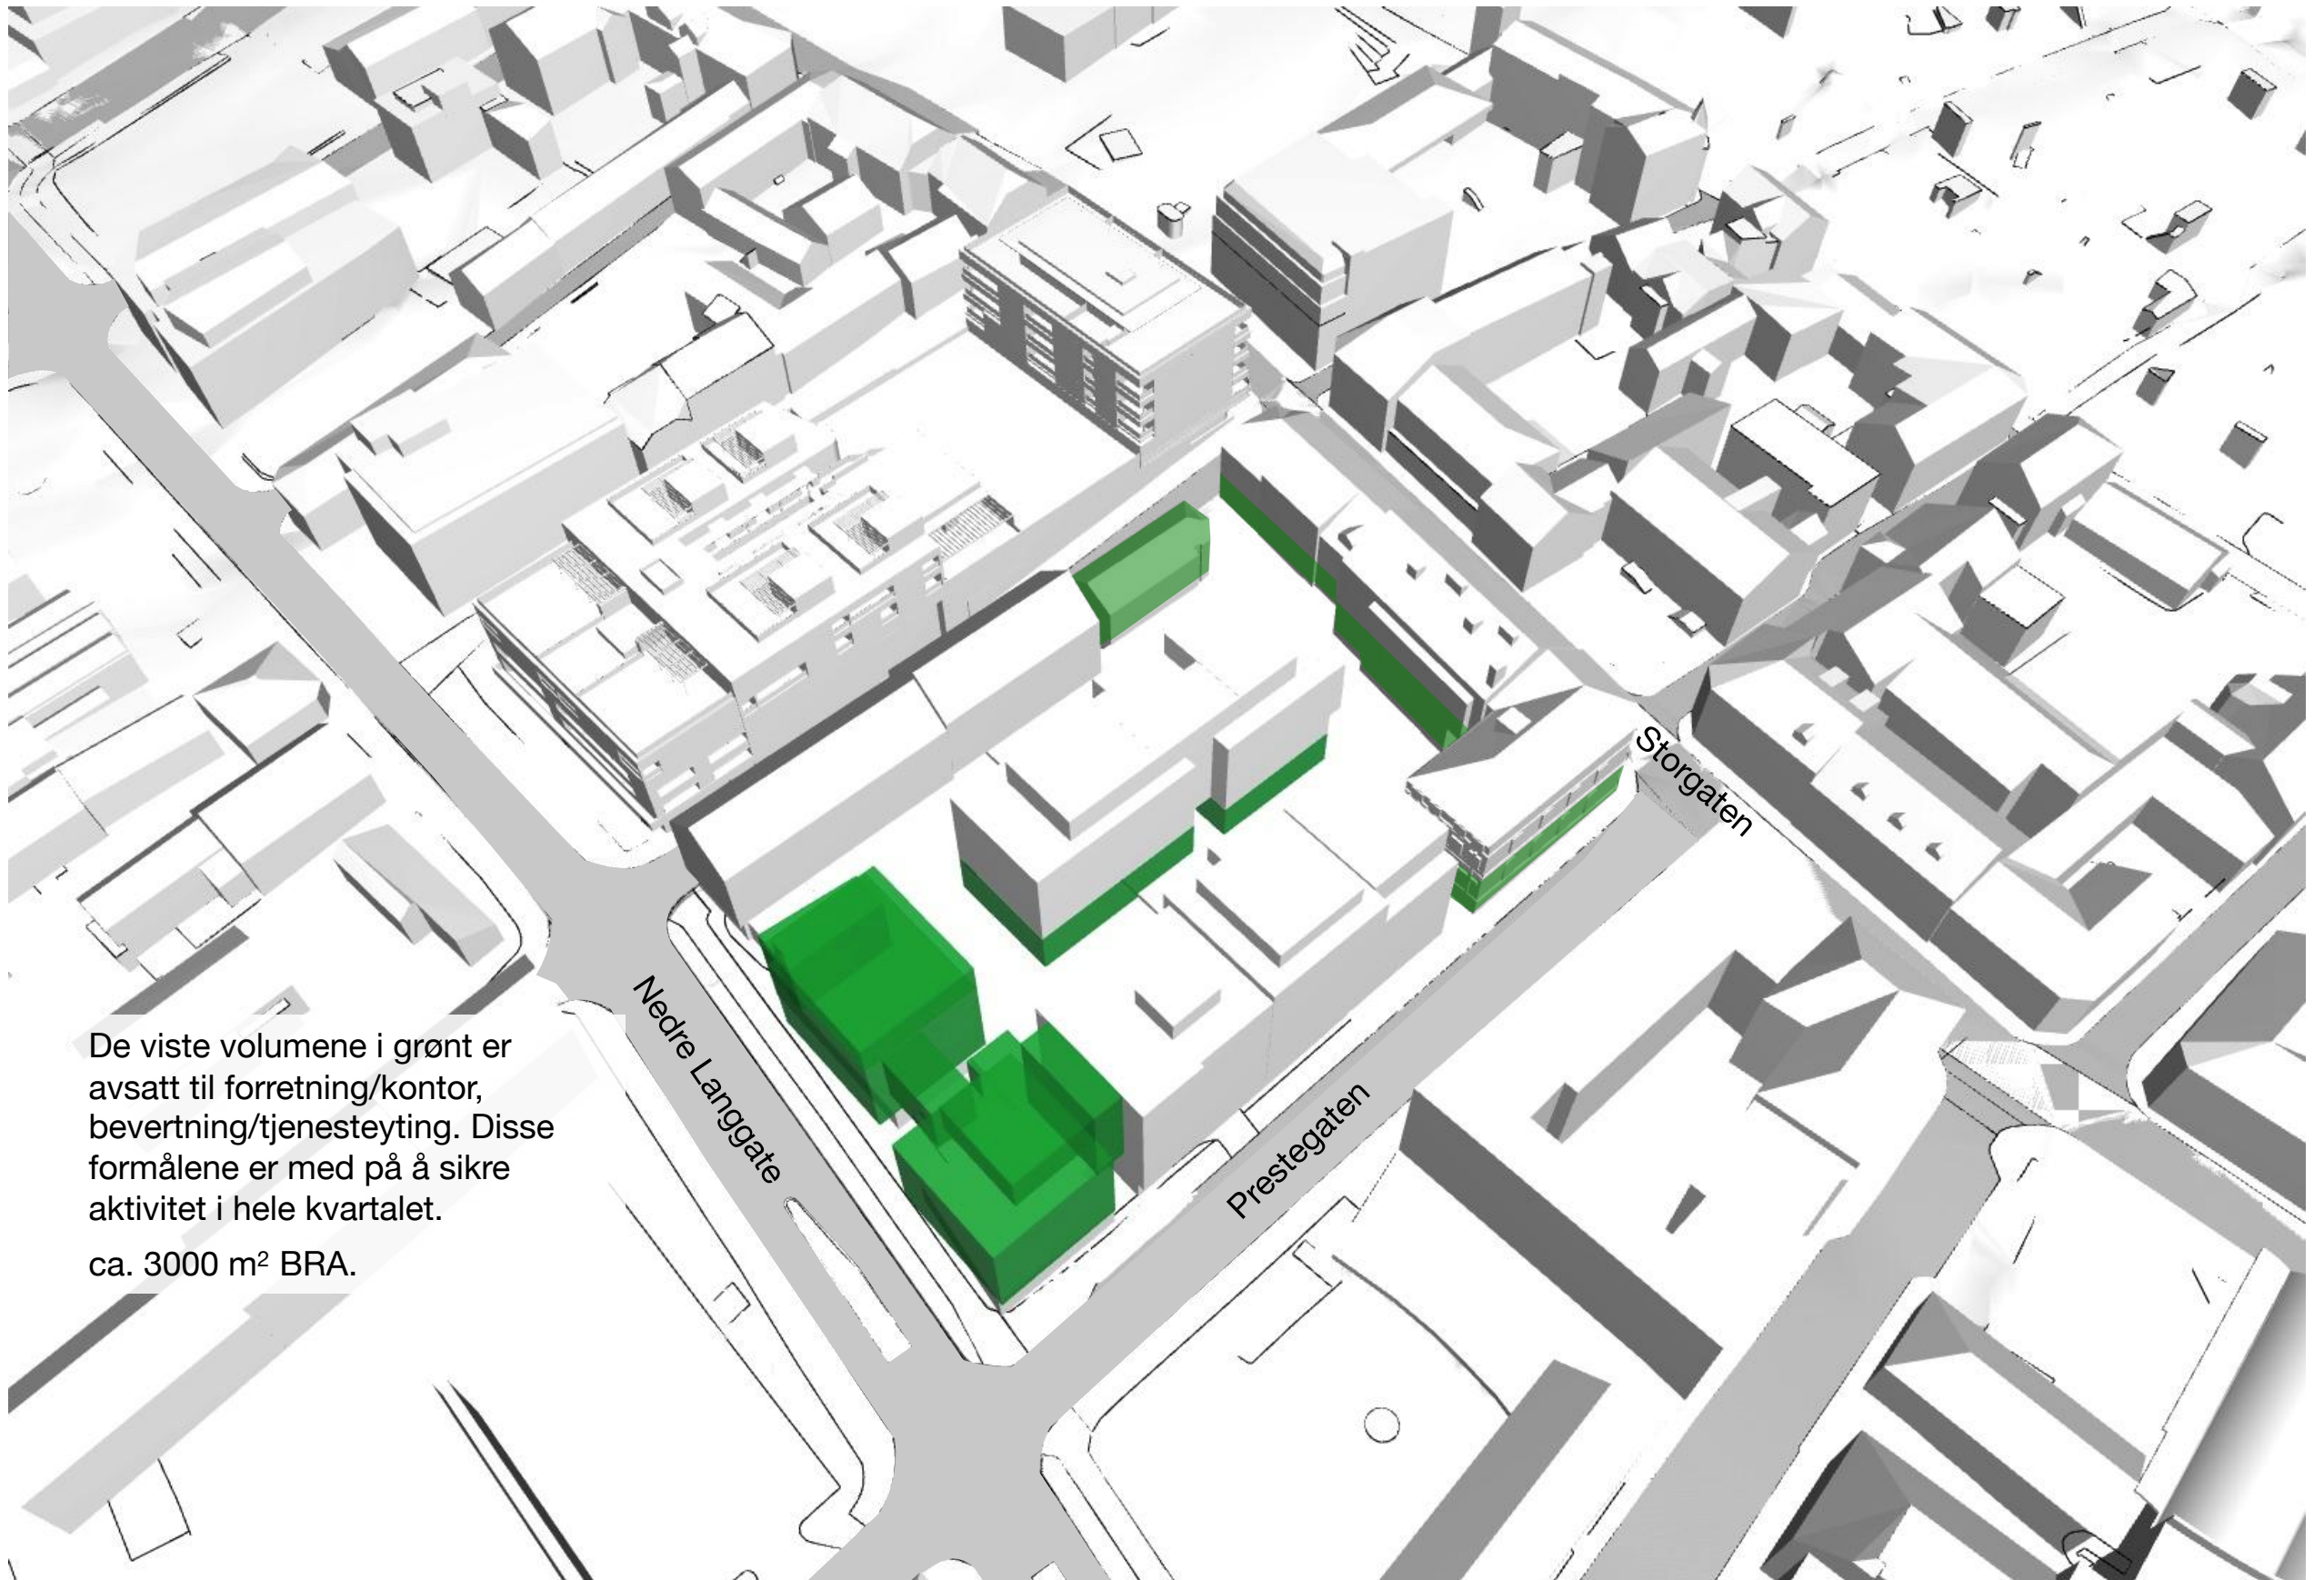 Storgaten
Nedre Langgate
De viste volumene i grønt er
avsatt til forretning/kontor,
bevertning/tjenesteyting. Disse
formålene er med på å sikre
aktivitet i hele kvartalet.
ca. 3000 m² BRA.
Prestegaten